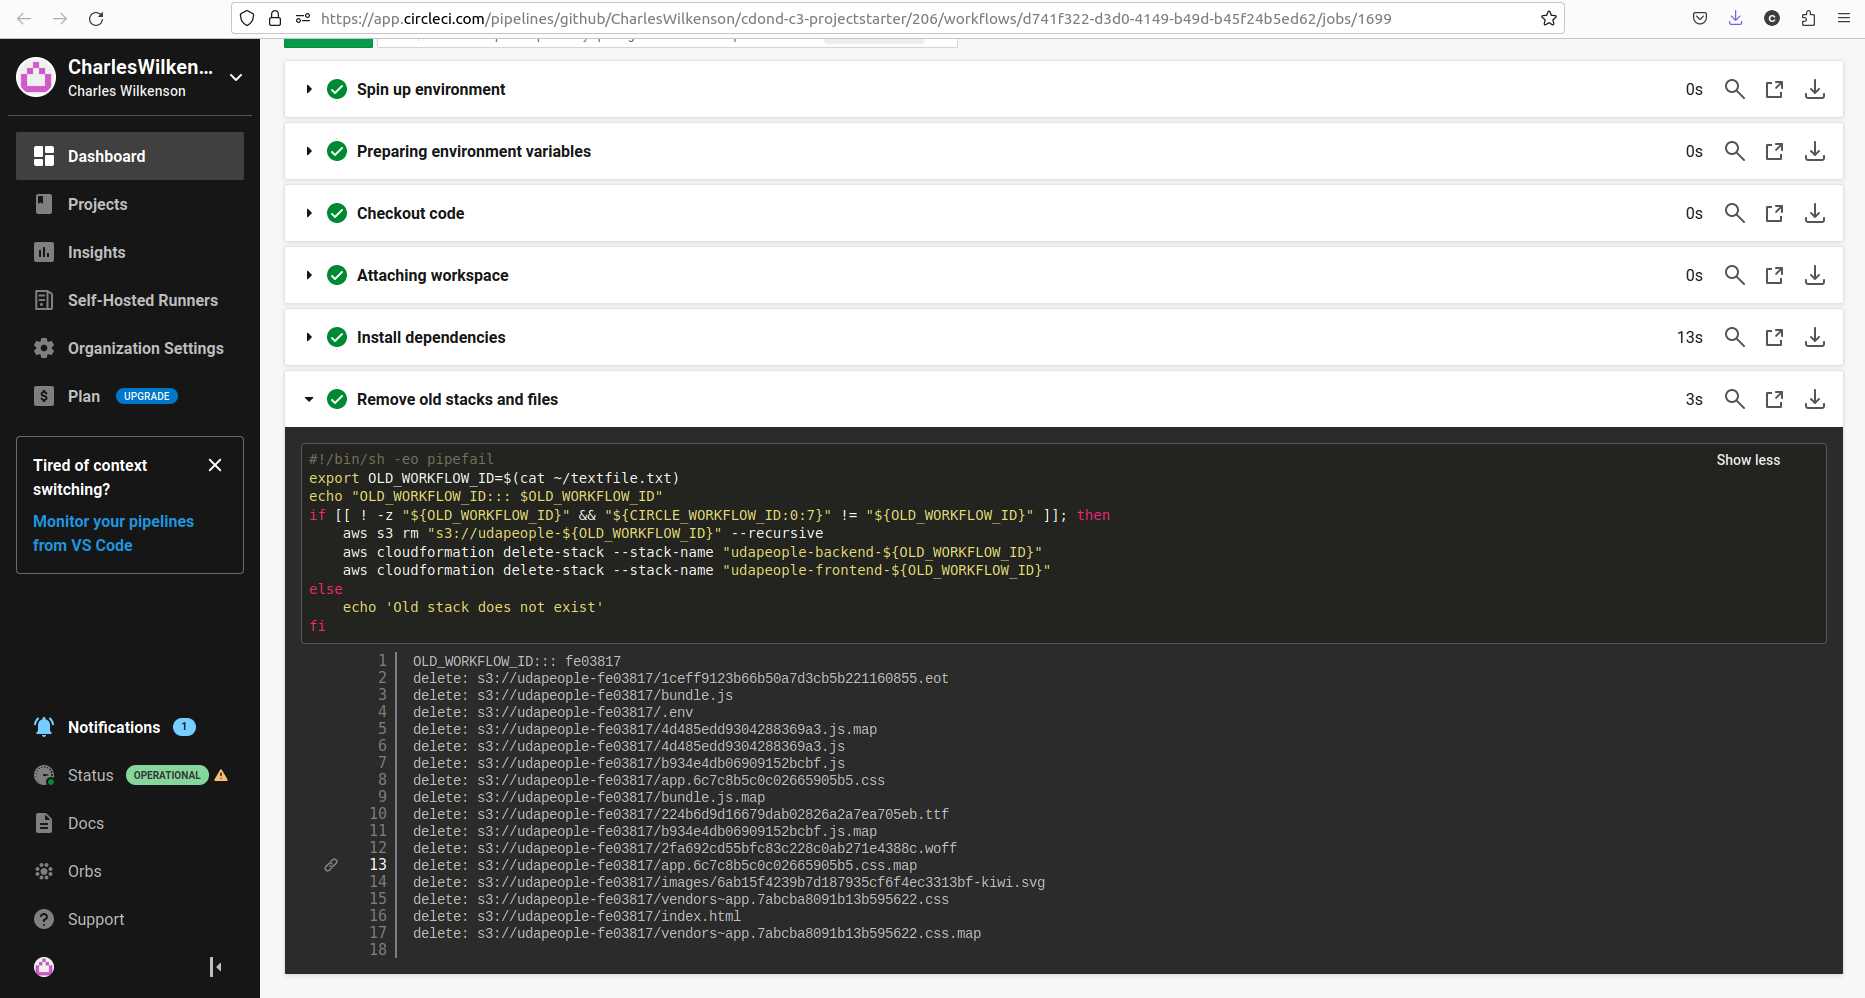 https://app.circleci.com/pipelines/github/CharlesWilkenson/cdond-c3-projectstarter/206/workflows/d741f322-d3d0-4149-b49d-b45f24b5ed62/jobs/1699
C
CharlesWilken...
Charles Wilkenson
Dashboard
Projects
Insights
Self-Hosted Runners
Organization Settings
Plan UPGRADE
Tired of context
switching?
Monitor your pipelines
from VS Code
Notifications 1
Status OPERATIONAL
Docs
Orbs
Support
Spin up environment 0s
Preparing environment variables 0s
Checkout code 0s
Attaching workspace 0s
Install dependencies 13s
Remove old stacks and files 3s
#!/bin/sh -eo pipefail
Show less
export OLD_WORKFLOW_ID=$(cat ~/textfile.txt)
echo "OLD_WORKFLOW_ID::: $OLD_WORKFLOW_ID"
if [[ ! -z "${OLD_WORKFLOW_ID}" && "${CIRCLE_WORKFLOW_ID:0:7}" != "${OLD_WORKFLOW_ID}" ]]; then
    aws s3 rm "s3://udapeople-${OLD_WORKFLOW_ID}" --recursive
    aws cloudformation delete-stack --stack-name "udapeople-backend-${OLD_WORKFLOW_ID}"
    aws cloudformation delete-stack --stack-name "udapeople-frontend-${OLD_WORKFLOW_ID}"
else
    echo 'Old stack does not exist'
fi
1 OLD_WORKFLOW_ID::: fe03817
2 delete: s3://udapeople-fe03817/1ceff9123b66b50a7d3cb5b221160855.eot
3 delete: s3://udapeople-fe03817/bundle.js
4 delete: s3://udapeople-fe03817/.env
5 delete: s3://udapeople-fe03817/4d485edd9304288369a3.js.map
6 delete: s3://udapeople-fe03817/4d485edd9304288369a3.js
7 delete: s3://udapeople-fe03817/b934e4db06909152bcbf.js
8 delete: s3://udapeople-fe03817/app.6c7c8b5c0c02665905b5.css
9 delete: s3://udapeople-fe03817/bundle.js.map
10 delete: s3://udapeople-fe03817/224b6d9d16679dab02826a2a7ea705eb.ttf
11 delete: s3://udapeople-fe03817/b934e4db06909152bcbf.js.map
12 delete: s3://udapeople-fe03817/2fa692cd55bfc83c228c0ab271e4388c.woff
13 delete: s3://udapeople-fe03817/app.6c7c8b5c0c02665905b5.css.map
14 delete: s3://udapeople-fe03817/images/6ab15f4239b7d187935cf6f4ec3313bf-kiwi.svg
15 delete: s3://udapeople-fe03817/vendors~app.7abcba8091b13b595622.css
16 delete: s3://udapeople-fe03817/index.html
17 delete: s3://udapeople-fe03817/vendors~app.7abcba8091b13b595622.css.map
18